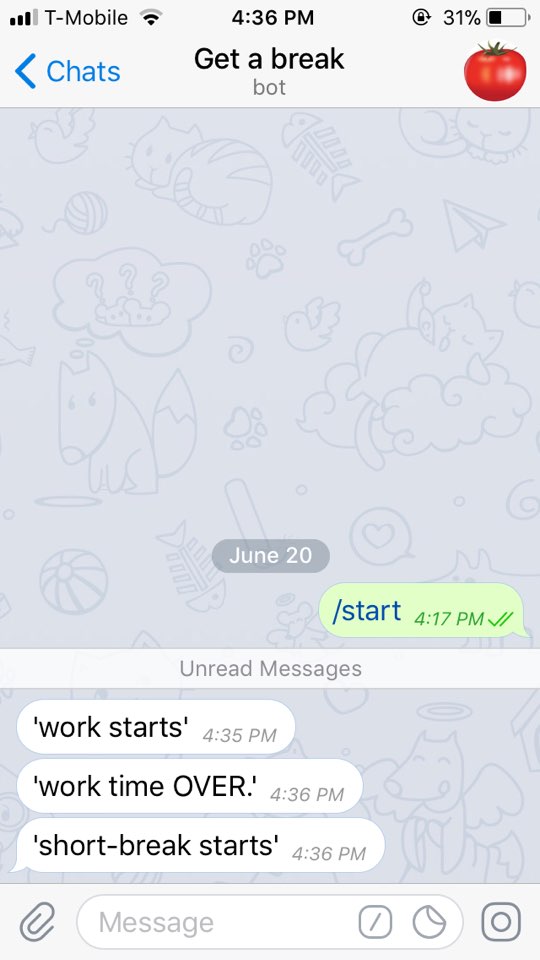 T-Mobile 4:36 PM 31%
Chats Get a break
bot
June 20
/start 4:17 PM
Unread Messages
'work starts' 4:35 PM
'work time OVER.' 4:36 PM
'short-break starts' 4:36 PM
Message